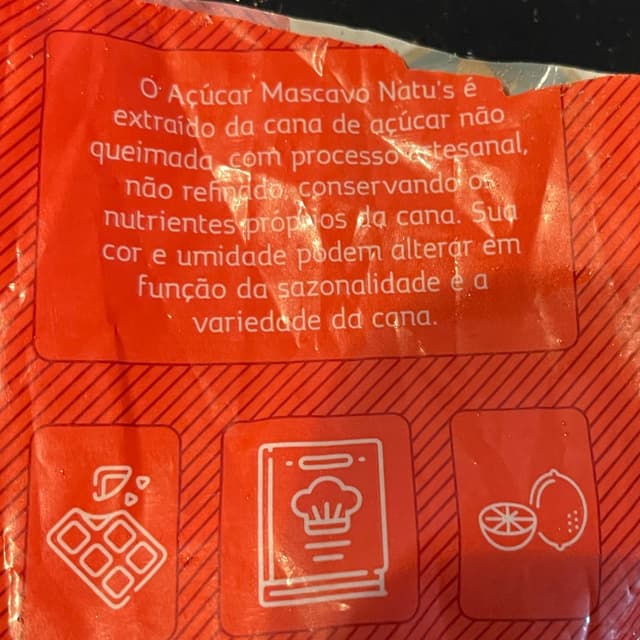 O Açúcar Mascavo Natu's é
extraído da cana de açúcar não
queimada, com processo artesanal,
não refinado, conservando os
nutrientes próprios da cana. Sua
cor e umidade podem alterar em
função da sazonalidade e a
variedade da cana.